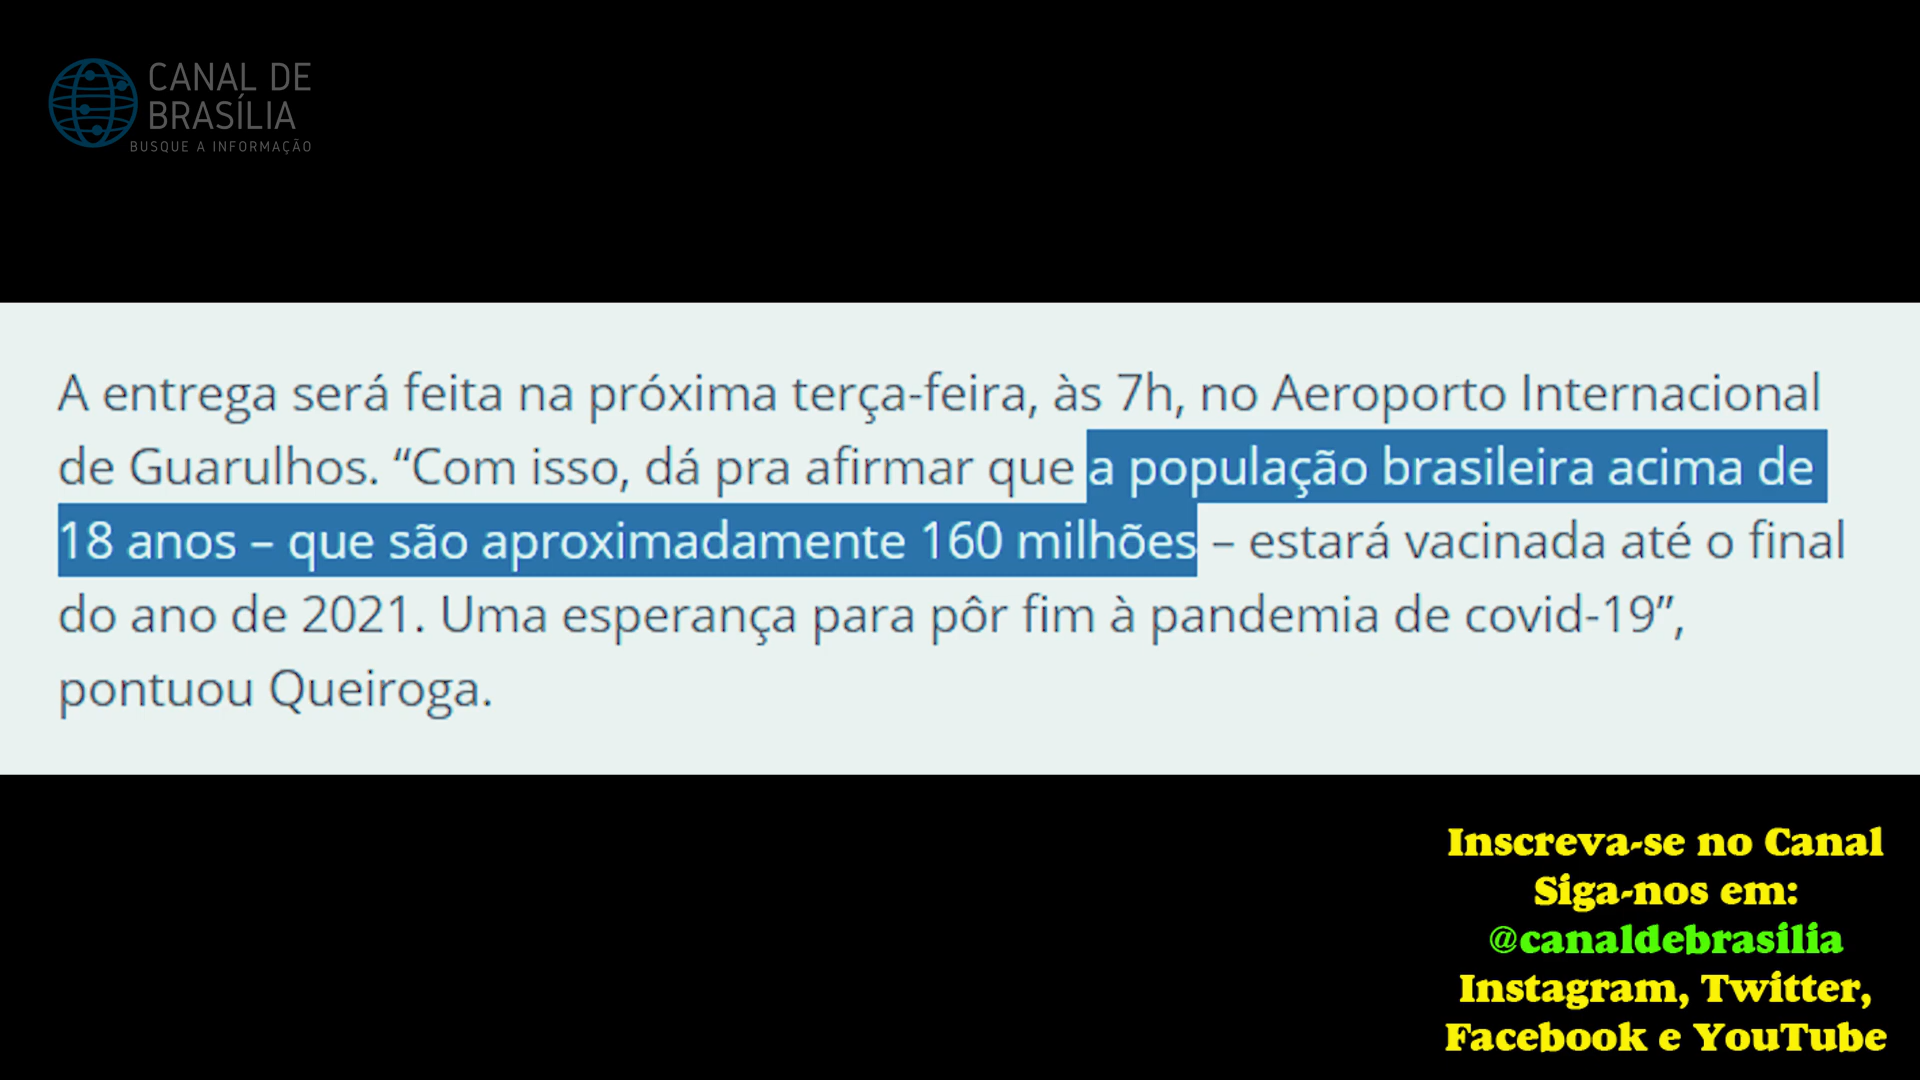 CANAL DE
BRASÍLIA
BUSQUE A INFORMAÇÃO
A entrega será feita na próxima terça-feira, às 7h, no Aeroporto Internacional
de Guarulhos. “Com isso, dá pra afirmar que a população brasileira acima de
18 anos – que são aproximadamente 160 milhões – estará vacinada até o final
do ano de 2021. Uma esperança para pôr fim à pandemia de covid-19”,
pontuou Queiroga.
Inscreva-se no Canal
Siga-nos em:
@canaldebrasilia
Instagram, Twitter,
Facebook e YouTube